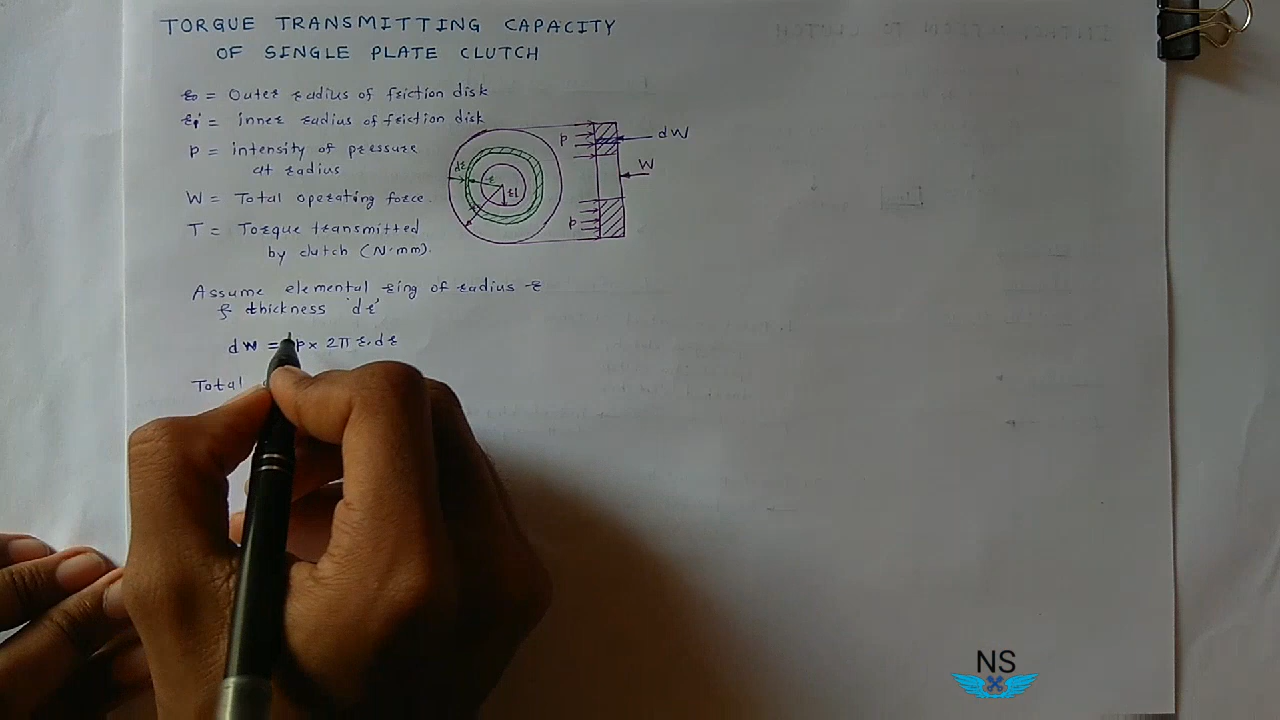 TORQUE TRANSMITTING CAPACITY
OF SINGLE PLATE CLUTCH
ro = Outer radius of friction disk
ri = inner radius of friction disk
P = intensity of pressure
at radius
W = Total operating force.
T = Torque transmitted
by clutch (N·mm).
dr
r
ri
P
dW
W
P
Assume elemental ring of radius r
& thickness 'dr'
dW = p × 2π r.dr
Total
NS